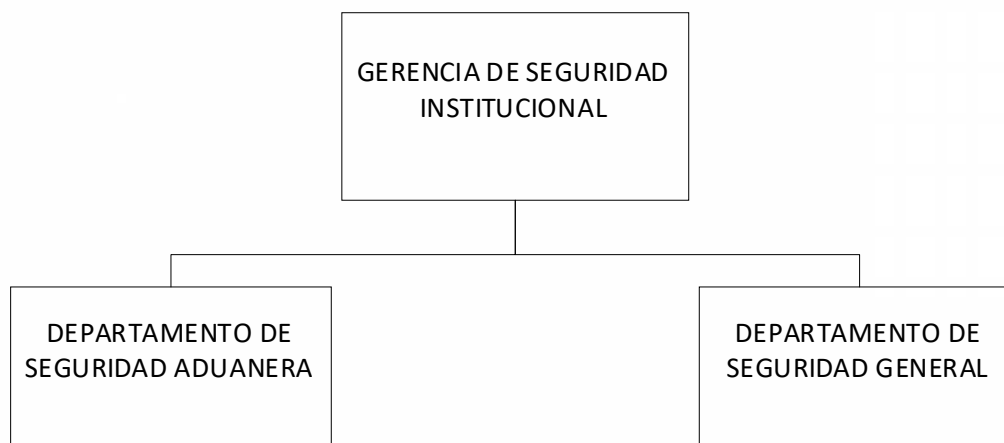 GERENCIA DE SEGURIDAD
INSTITUCIONAL
DEPARTAMENTO DE
SEGURIDAD ADUANERA
DEPARTAMENTO DE
SEGURIDAD GENERAL